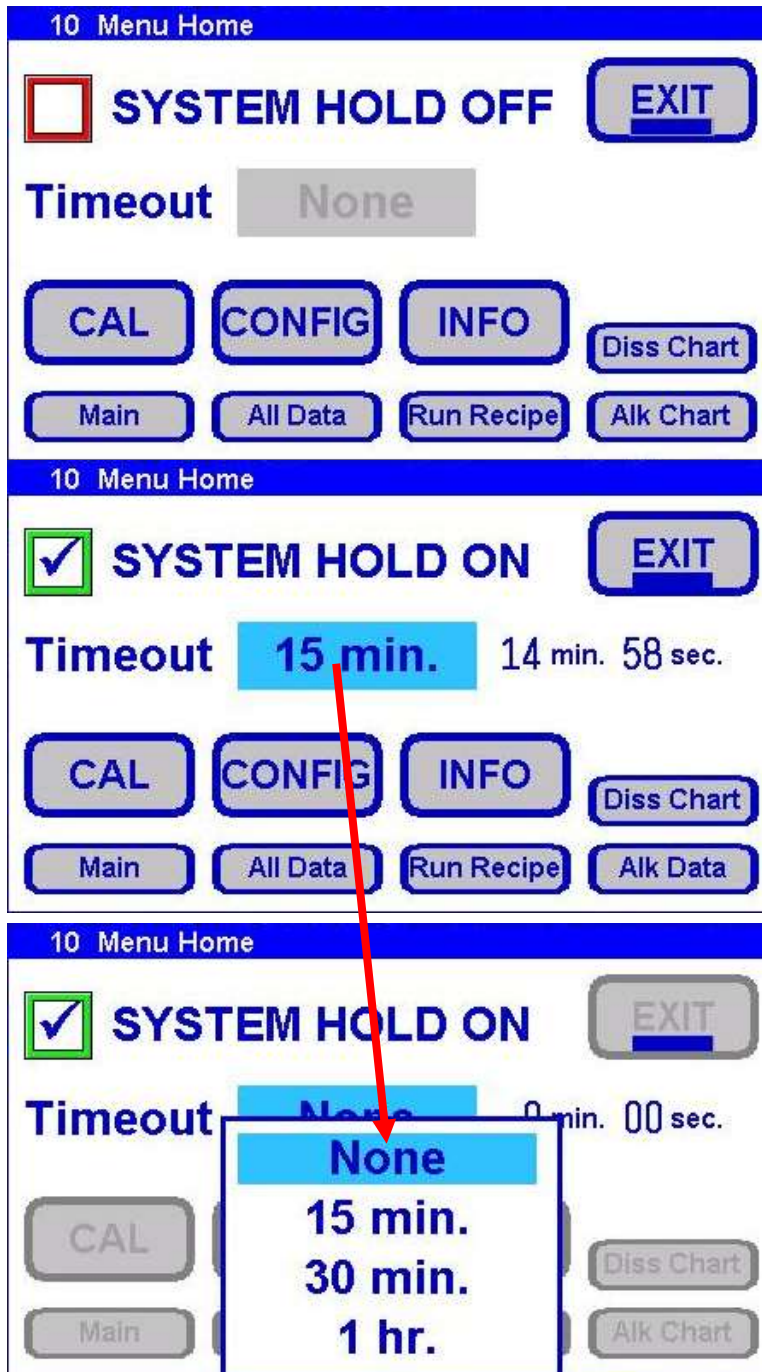 10 Menu Home
SYSTEM HOLD OFF EXIT
Timeout None
CAL CONFIG INFO Diss Chart
Main All Data Run Recipe Alk Chart
10 Menu Home
SYSTEM HOLD ON EXIT
Timeout 15 min. 14 min. 58 sec.
CAL CONFIG INFO Diss Chart
Main All Data Run Recipe Alk Data
10 Menu Home
SYSTEM HOLD ON EXIT
Timeout None 0 min. 00 sec.
None
15 min.
CAL Diss Chart
30 min.
Main 1 hr. Alk Chart